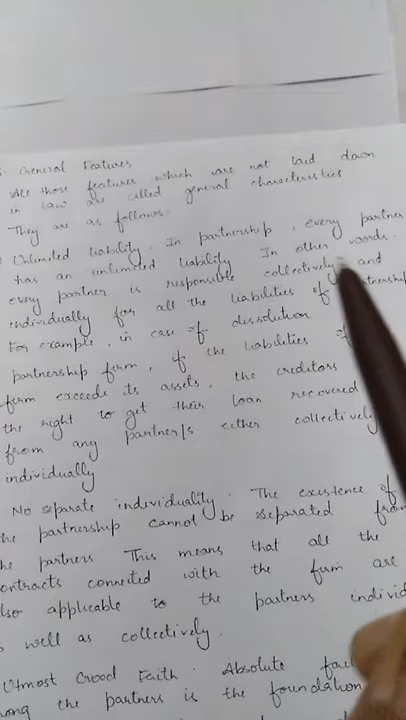 General Features
All those features which are not laid down
in law are called general characteristics
They are as follows:
Unlimited liability. In partnership, every partner
has an unlimited liability In other words.
every partner is responsible collectively and
individually for all the liabilities of
For example, in case of dissolution of
partnership firm, if the liabilities of
firm exceeds its assets, the creditors
the right to get their loan recovered
from any partner/s either collectively
individually
No separate individuality. The existence of
the partnership cannot be separated from
the partners This means that all the
contracts connected with the firm are
also applicable to the partners
well as collectively.
Utmost Good Faith. Absolute
among the partners is the foundation